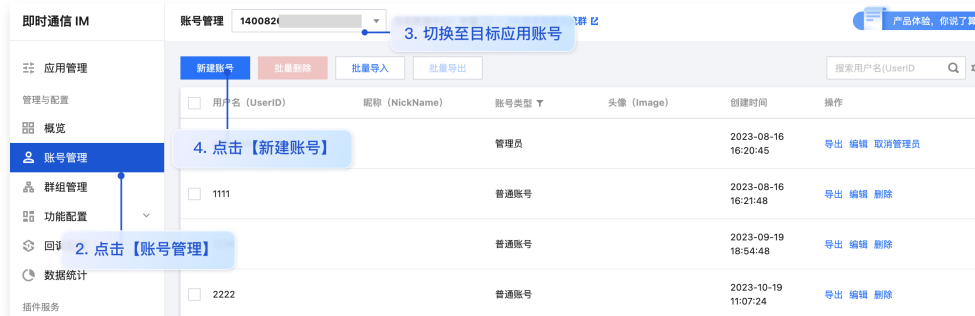 即时通信 IM
账号管理 1400826
群
产品体验，你说了算
3. 切换至目标应用账号
应用管理
新建账号 批量删除 批量导入 批量导出
搜索用户名(UserID
管理与配置
用户名（UserID） 昵称（NickName） 账号类型 头像（Image） 创建时间 操作
概览
4. 点击【新建账号】
管理员 2023-08-16 16:20:45 导出 编辑 取消管理员
账号管理
群组管理
1111 普通账号 2023-08-16 16:21:48 导出 编辑 删除
功能配置
回调
2. 点击【账号管理】
普通账号 2023-09-19 18:54:48 导出 编辑 删除
数据统计
2222 普通账号 2023-10-19 11:07:24 导出 编辑 删除
插件服务